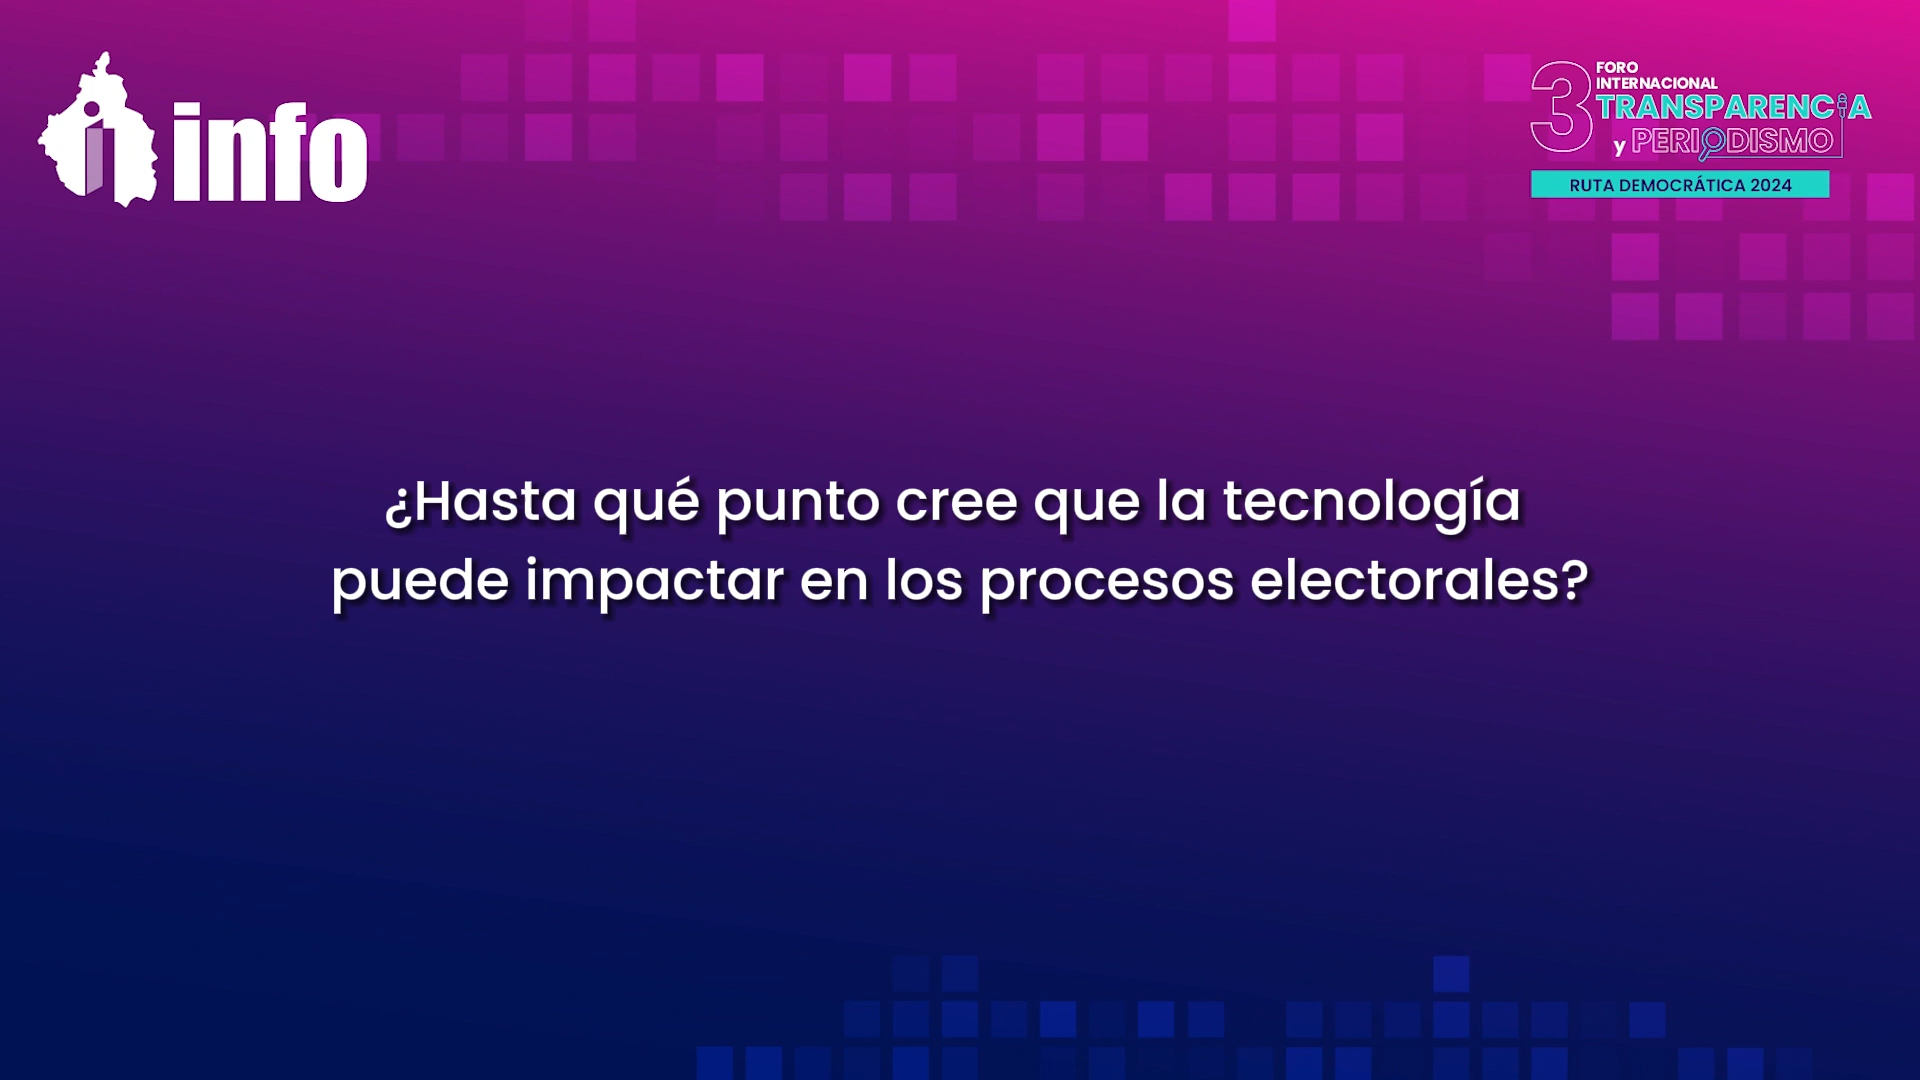 info
3 FORO
INTERNACIONAL
TRANSPARENCIA
y PERIODISMO
RUTA DEMOCRÁTICA 2024
¿Hasta qué punto cree que la tecnología
puede impactar en los procesos electorales?